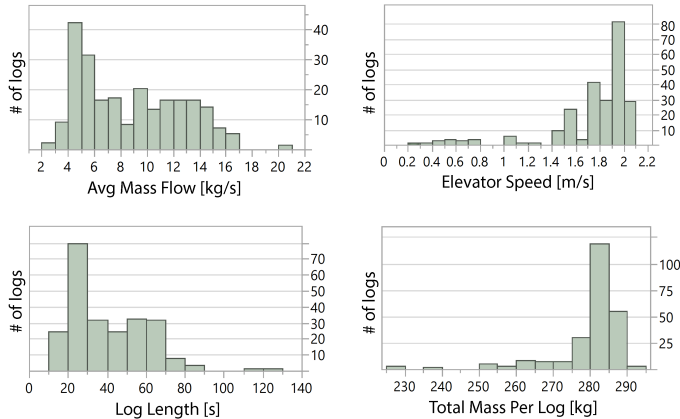 # of logs
40
30
20
10
2 4 6 8 10 12 14 16 18 20 22
Avg Mass Flow [kg/s]
# of logs
80
70
60
50
40
30
20
10
0 0.2 0.4 0.6 0.8 1 1.2 1.4 1.6 1.8 2 2.2
Elevator Speed [m/s]
# of logs
70
60
50
40
30
20
10
0 20 40 60 80 100 120 140
Log Length [s]
# of logs
100
75
50
25
230 240 250 260 270 280 290
Total Mass Per Log [kg]